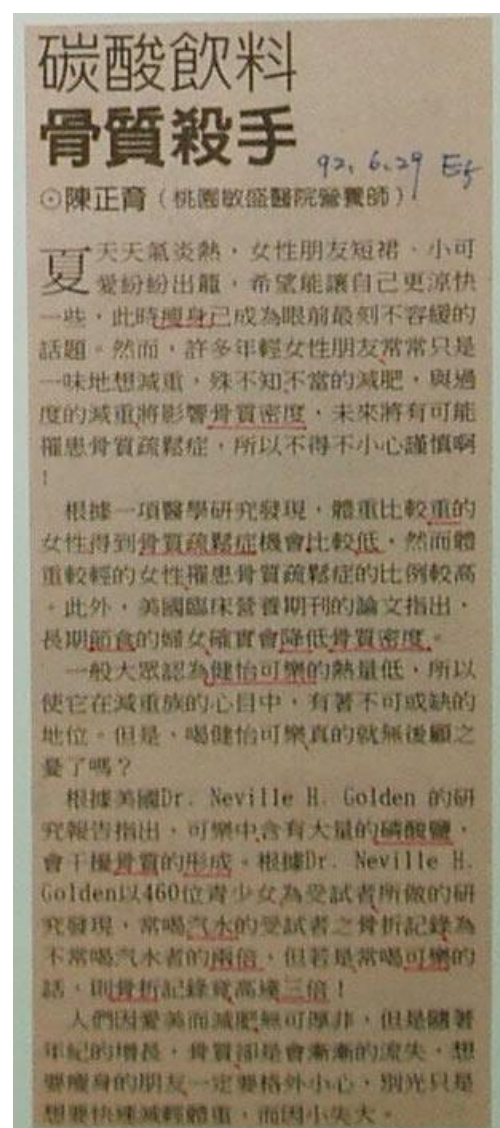 碳酸飲料
骨質殺手
92. 6.29
⊙陳正育（桃園敏盛醫院營養師）
夏天天氣炎熱，女性朋友短裙、小可
愛紛紛出籠，希望能讓自己更涼快
一些，此時瘦身已成為眼前最刻不容緩的
話題。然而，許多年輕女性朋友常常只是
一味地想減重，殊不知不當的減肥，與過
度的減重將影響骨質密度，未來將有可能
罹患骨質疏鬆症，所以不得不小心謹慎啊
！
根據一項醫學研究發現，體重比較重的
女性得到骨質疏鬆症機會比較低，然而體
重較輕的女性罹患骨質疏鬆症的比例較高
。此外，美國臨床營養期刊的論文指出，
長期節食的婦女確實會降低骨質密度。
一般大眾認為健怡可樂的熱量低，所以
使它在減重族的心目中，有著不可或缺的
地位。但是，喝健怡可樂真的就無後顧之
憂了嗎？
根據美國Dr. Neville H. Golden 的研
究報告指出，可樂中含有大量的磷酸鹽，
會干擾骨質的形成。根據Dr. Neville H.
Golden以460位青少女為受試者所做的研
究發現，常喝汽水的受試者之骨折記錄為
不常喝汽水者的兩倍，但若是常喝可樂的
話，則骨折記錄竟高達三倍！
人們因愛美而減肥無可厚非，但是隨著
年紀的增長，骨質卻是會漸漸的流失，想
要瘦身的朋友一定要格外小心，別光只是
想要快速減輕體重，而因小失大。